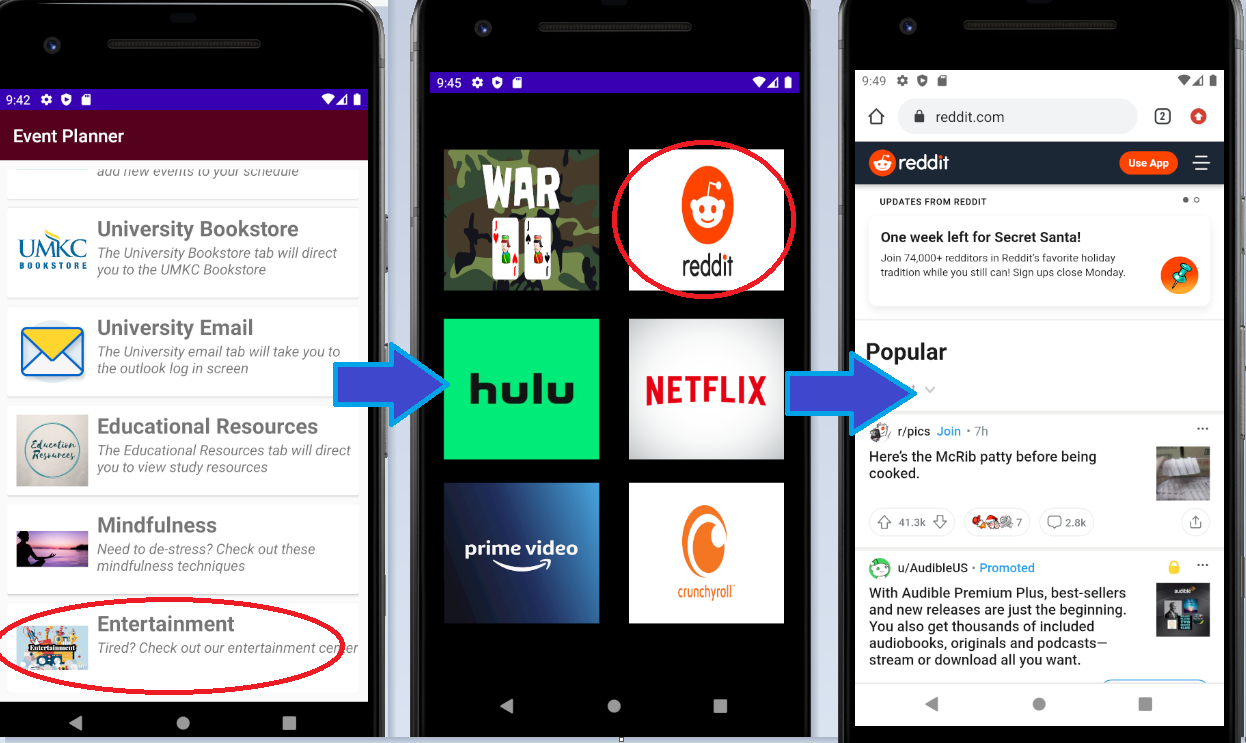 9:42
Event Planner
add new events to your schedule
University Bookstore
The University Bookstore tab will direct
you to the UMKC Bookstore
UMKC
BOOKSTORE
University Email
The University email tab will take you to
the outlook log in screen
Educational Resources
The Educational Resources tab will direct
you to view study resources
Education
Resources
Mindfulness
Need to de-stress? Check out these
mindfulness techniques
Entertainment
Tired? Check out our entertainment center
Entertainment
9:45
WAR
J J
J J
reddit
hulu
NETFLIX
prime video
crunchyroll
9:49
reddit.com
2
reddit
Use App
UPDATES FROM REDDIT
One week left for Secret Santa!
Join 74,000+ redditors in Reddit's favorite holiday
tradition while you still can! Sign ups close Monday.
Popular
r/pics Join • 7h
Here's the McRib patty before being
cooked.
41.3k
7
2.8k
u/AudibleUS • Promoted
With Audible Premium Plus, best-sellers
and new releases are just the beginning.
You also get thousands of included
audiobooks, originals and podcasts—
stream or download all you want.
audible